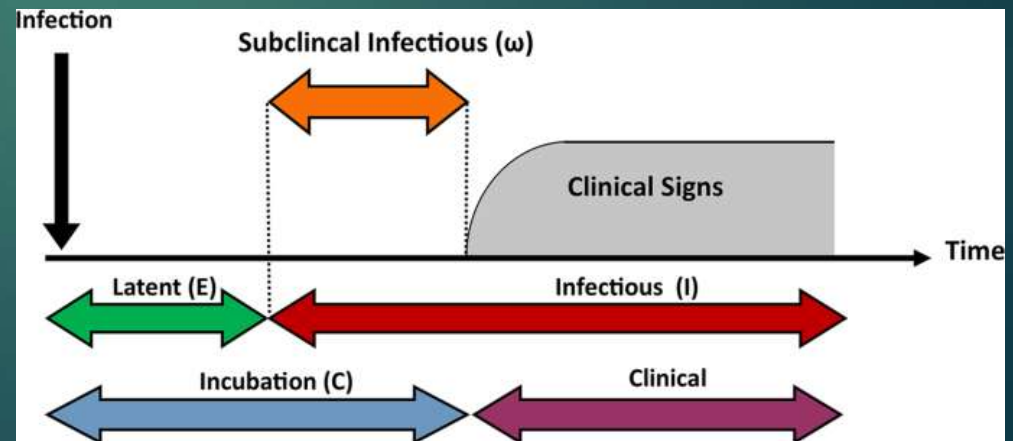 Infection
Subclincal Infectious (ω)
Clinical Signs
Time
Latent (E)
Infectious (I)
Incubation (C)
Clinical